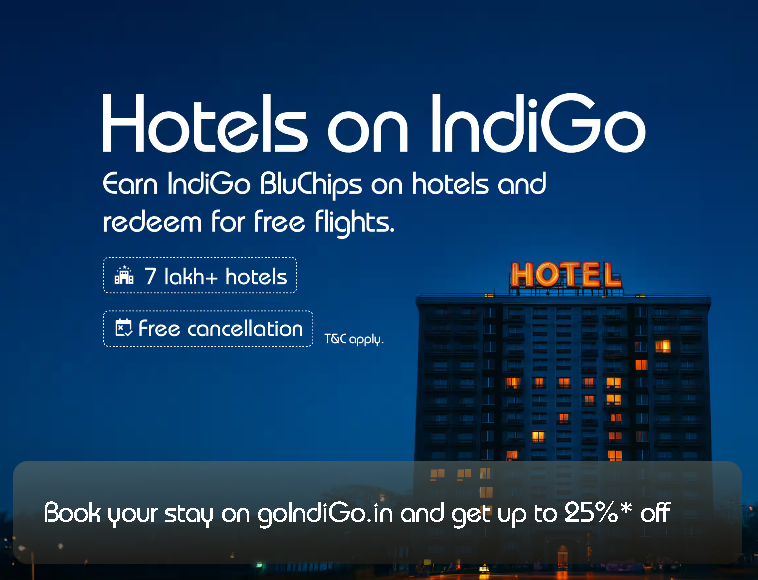 Hotels on IndiGo
Earn IndiGo BluChips on hotels and
redeem for free flights.
7 lakh+ hotels
Free cancellation
T&C apply.
HOTEL
Book your stay on goIndiGo.in and get up to 25%* off